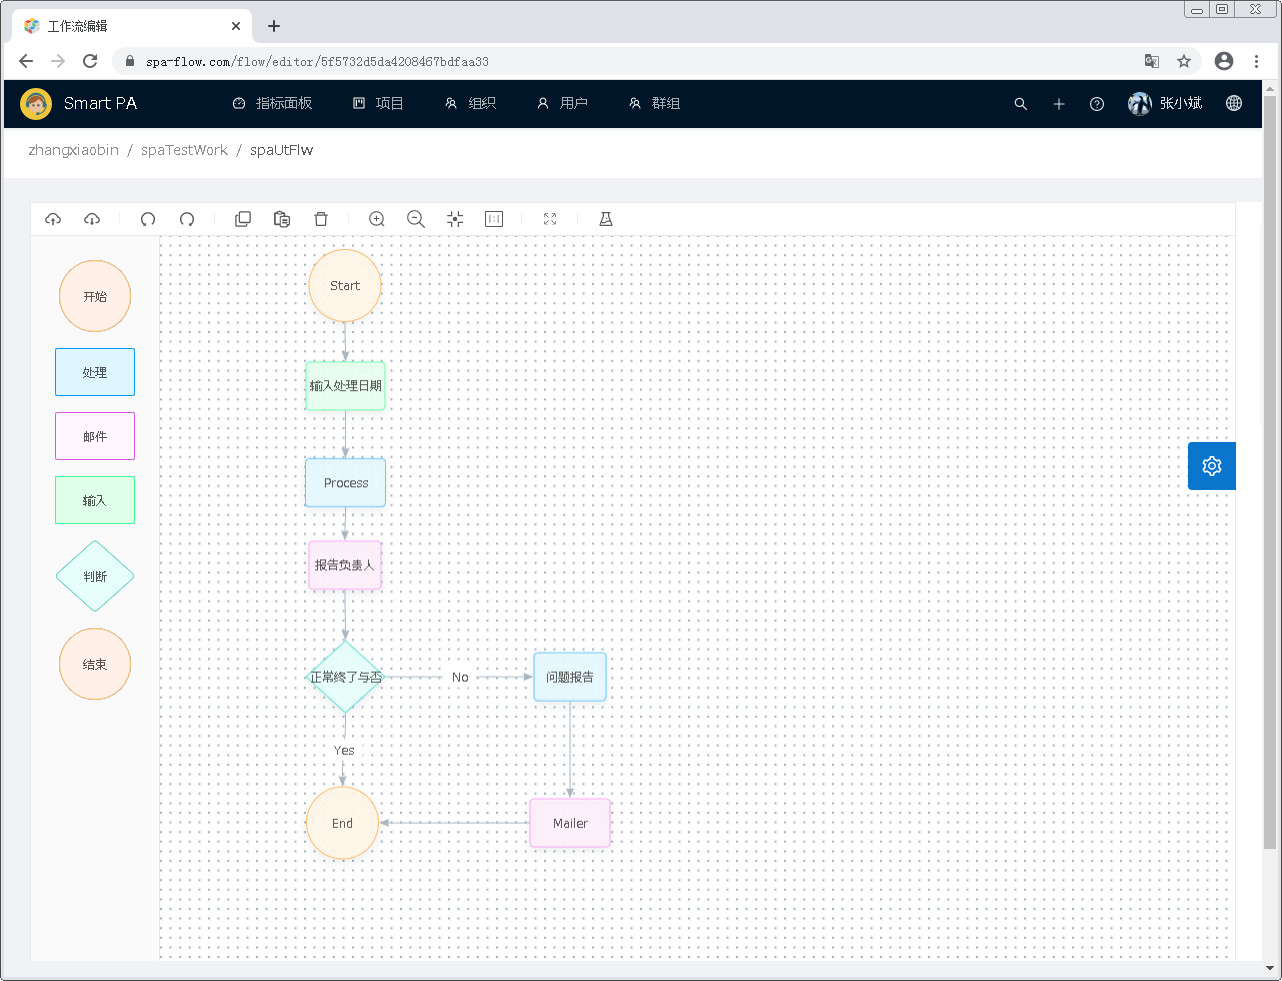 工作流编辑
spa-flow.com/flow/editor/5f5732d5da4208467bdfaa33
Smart PA 指标面板 项目 组织 用户 群组 张小斌
zhangxiaobin / spaTestWork / spaUtFlw
开始
处理
邮件
输入
判断
结束
Start
输入处理日期
Process
报告负责人
正常终了与否
No
问题报告
Yes
End
Mailer